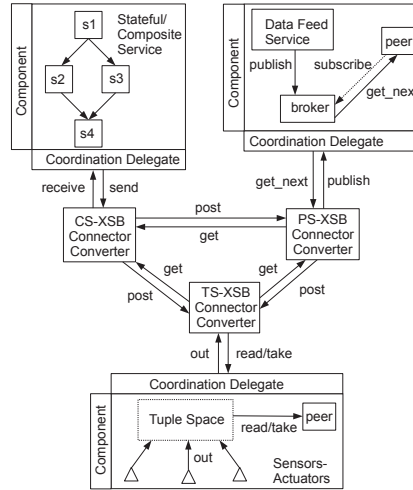 Component
s1
Stateful/
Composite
Service
s2
s3
s4
Coordination Delegate
Component
Data Feed
Service
peer
publish
subscribe
get_next
broker
Coordination Delegate
receive
send
get_next
publish
CS-XSB
Connector
Converter
post
get
PS-XSB
Connector
Converter
get
get
post
post
TS-XSB
Connector
Converter
out
read/take
Coordination Delegate
Component
Tuple Space
peer
read/take
out
Sensors-
Actuators